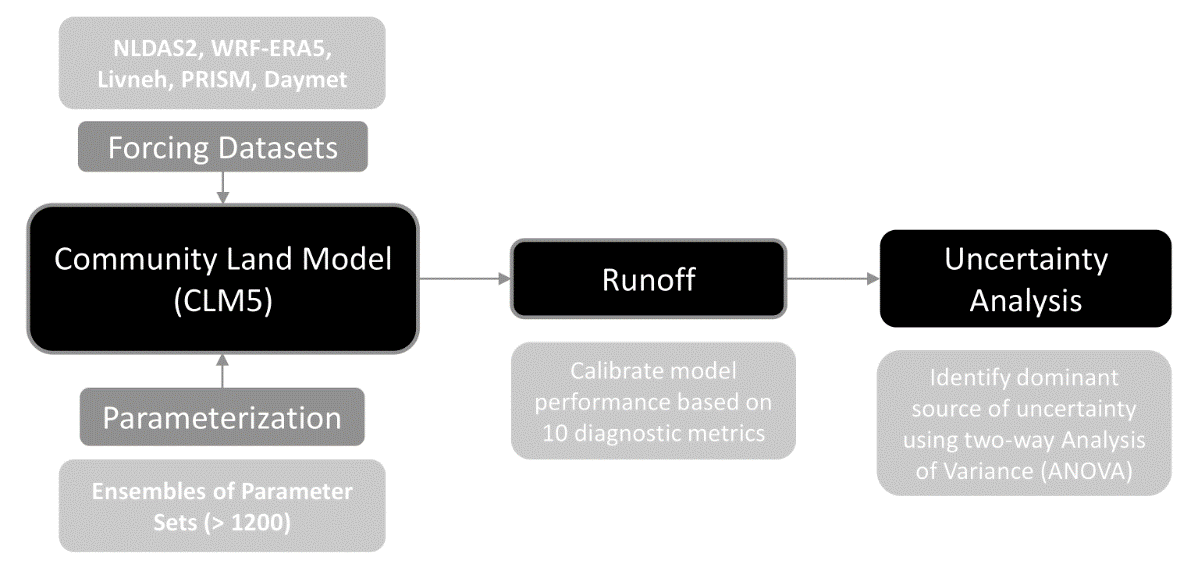 NLDAS2, WRF-ERA5,
Livneh, PRISM, Daymet
Forcing Datasets
Community Land Model
(CLM5)
Parameterization
Ensembles of Parameter
Sets (> 1200)
Runoff
Calibrate model
performance based on
10 diagnostic metrics
Uncertainty
Analysis
Identify dominant
source of uncertainty
using two-way Analysis
of Variance (ANOVA)